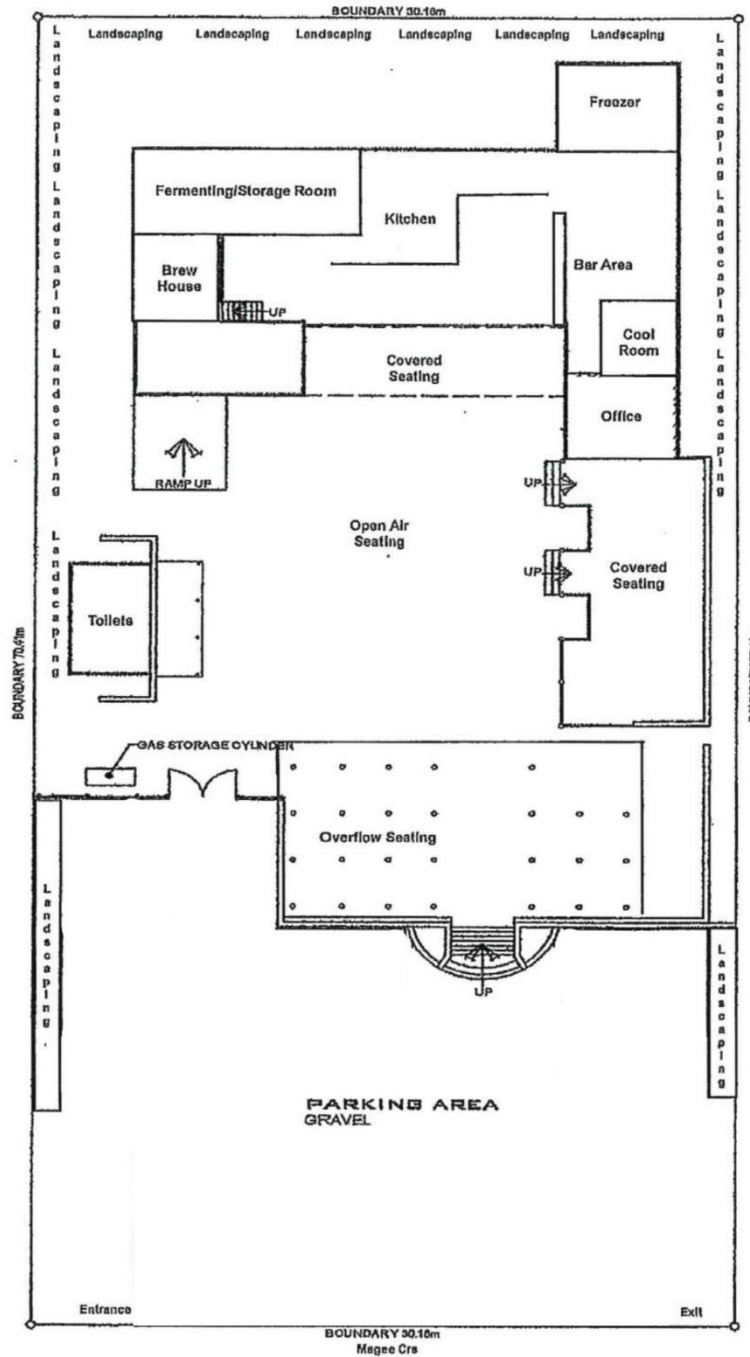 BOUNDARY 30.16m
Landscaping Landscaping Landscaping Landscaping Landscaping Landscaping
Landscaping
Landscaping
Freezer
Fermenting/Storage Room
Kitchen
Landscaping
Landscaping
Brew
House
Bar Area
UP
Cool
Room
Landscaping
Landscaping
Covered
Seating
Office
RAMP UP
UP
Open Air
Seating
Landscaping
UP
Covered
Seating
Toilets
BOUNDARY 70.41m
GAS STORAGE CYLINDER
Overflow Seating
Landscaping
Landscaping
UP
PARKING AREA
GRAVEL
Entrance
Exit
BOUNDARY 30.16m
Magee Crs